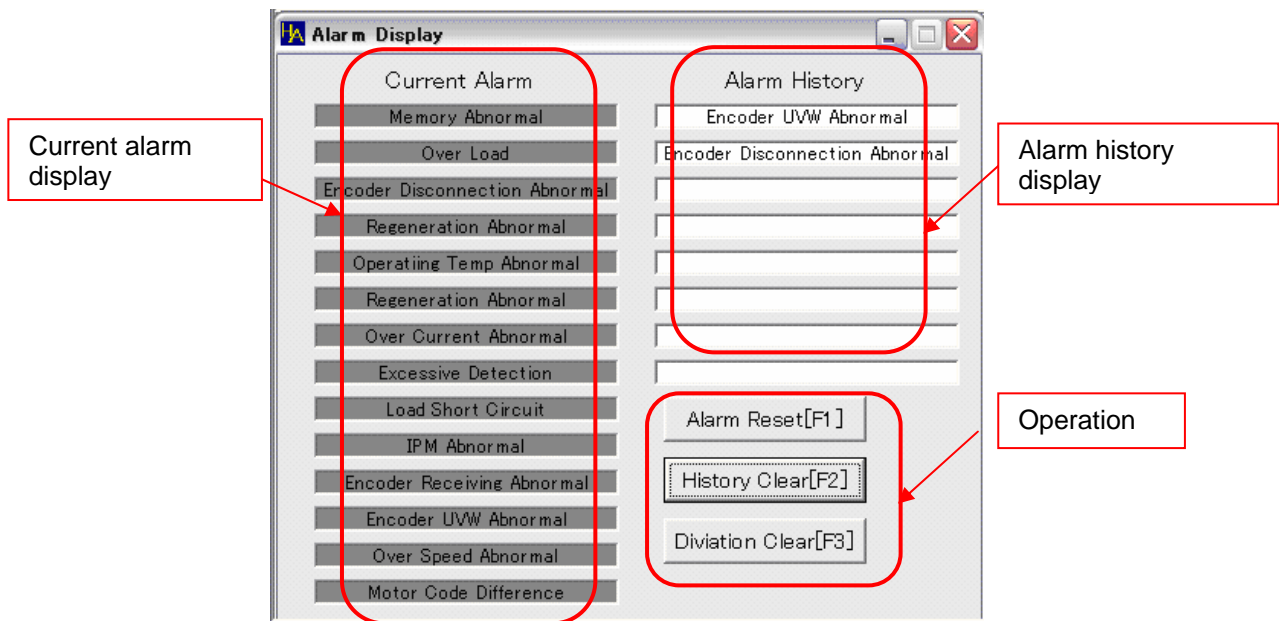 HA Alarm Display
Current Alarm
Memory Abnormal
Over Load
Encoder Disconnection Abnormal
Regeneration Abnormal
Operatiing Temp Abnormal
Regeneration Abnormal
Over Current Abnormal
Excessive Detection
Load Short Circuit
IPM Abnormal
Encoder Receiving Abnormal
Encoder UVW Abnormal
Over Speed Abnormal
Motor Code Difference
Alarm History
Encoder UVW Abnormal
Encoder Disconnection Abnormal
Alarm Reset[F1]
History Clear[F2]
Diviation Clear[F3]
Current alarm
display
Alarm history
display
Operation